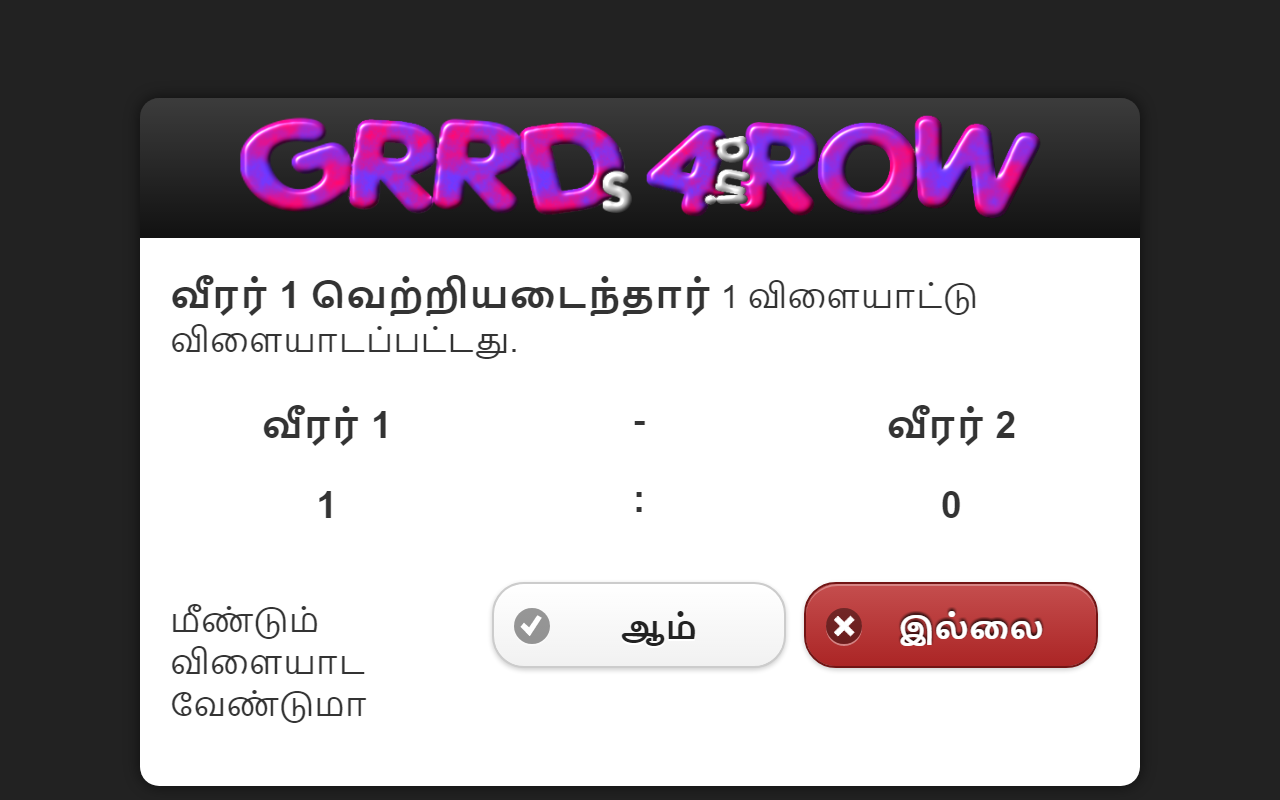 GRRDs 4 in a ROW
வீரர் 1 வெற்றியடைந்தார் 1 விளையாட்டு
விளையாடப்பட்டது.
வீரர் 1 - வீரர் 2
1 : 0
மீண்டும்
விளையாட
வேண்டுமா
ஆம்
இல்லை